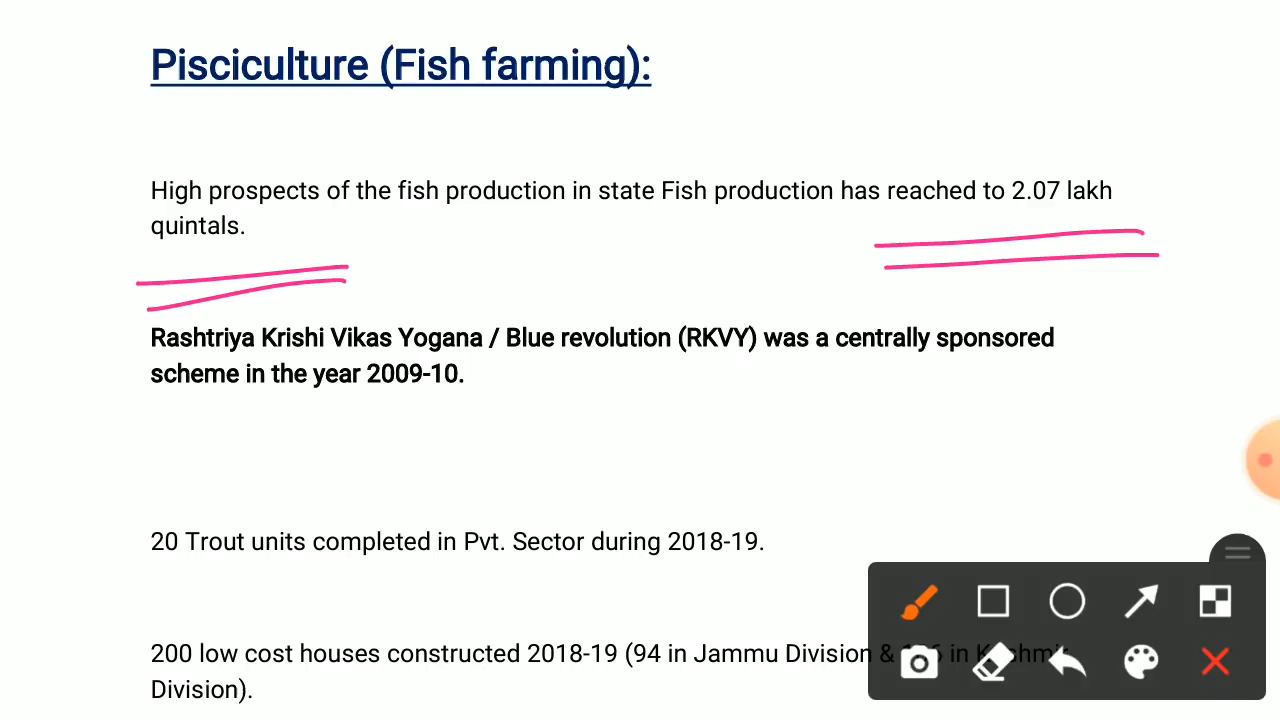 Pisciculture (Fish farming):
High prospects of the fish production in state Fish production has reached to 2.07 lakh
quintals.
Rashtriya Krishi Vikas Yogana / Blue revolution (RKVY) was a centrally sponsored
scheme in the year 2009-10.
20 Trout units completed in Pvt. Sector during 2018-19.
200 low cost houses constructed 2018-19 (94 in Jammu Division & in Kashmir
Division).